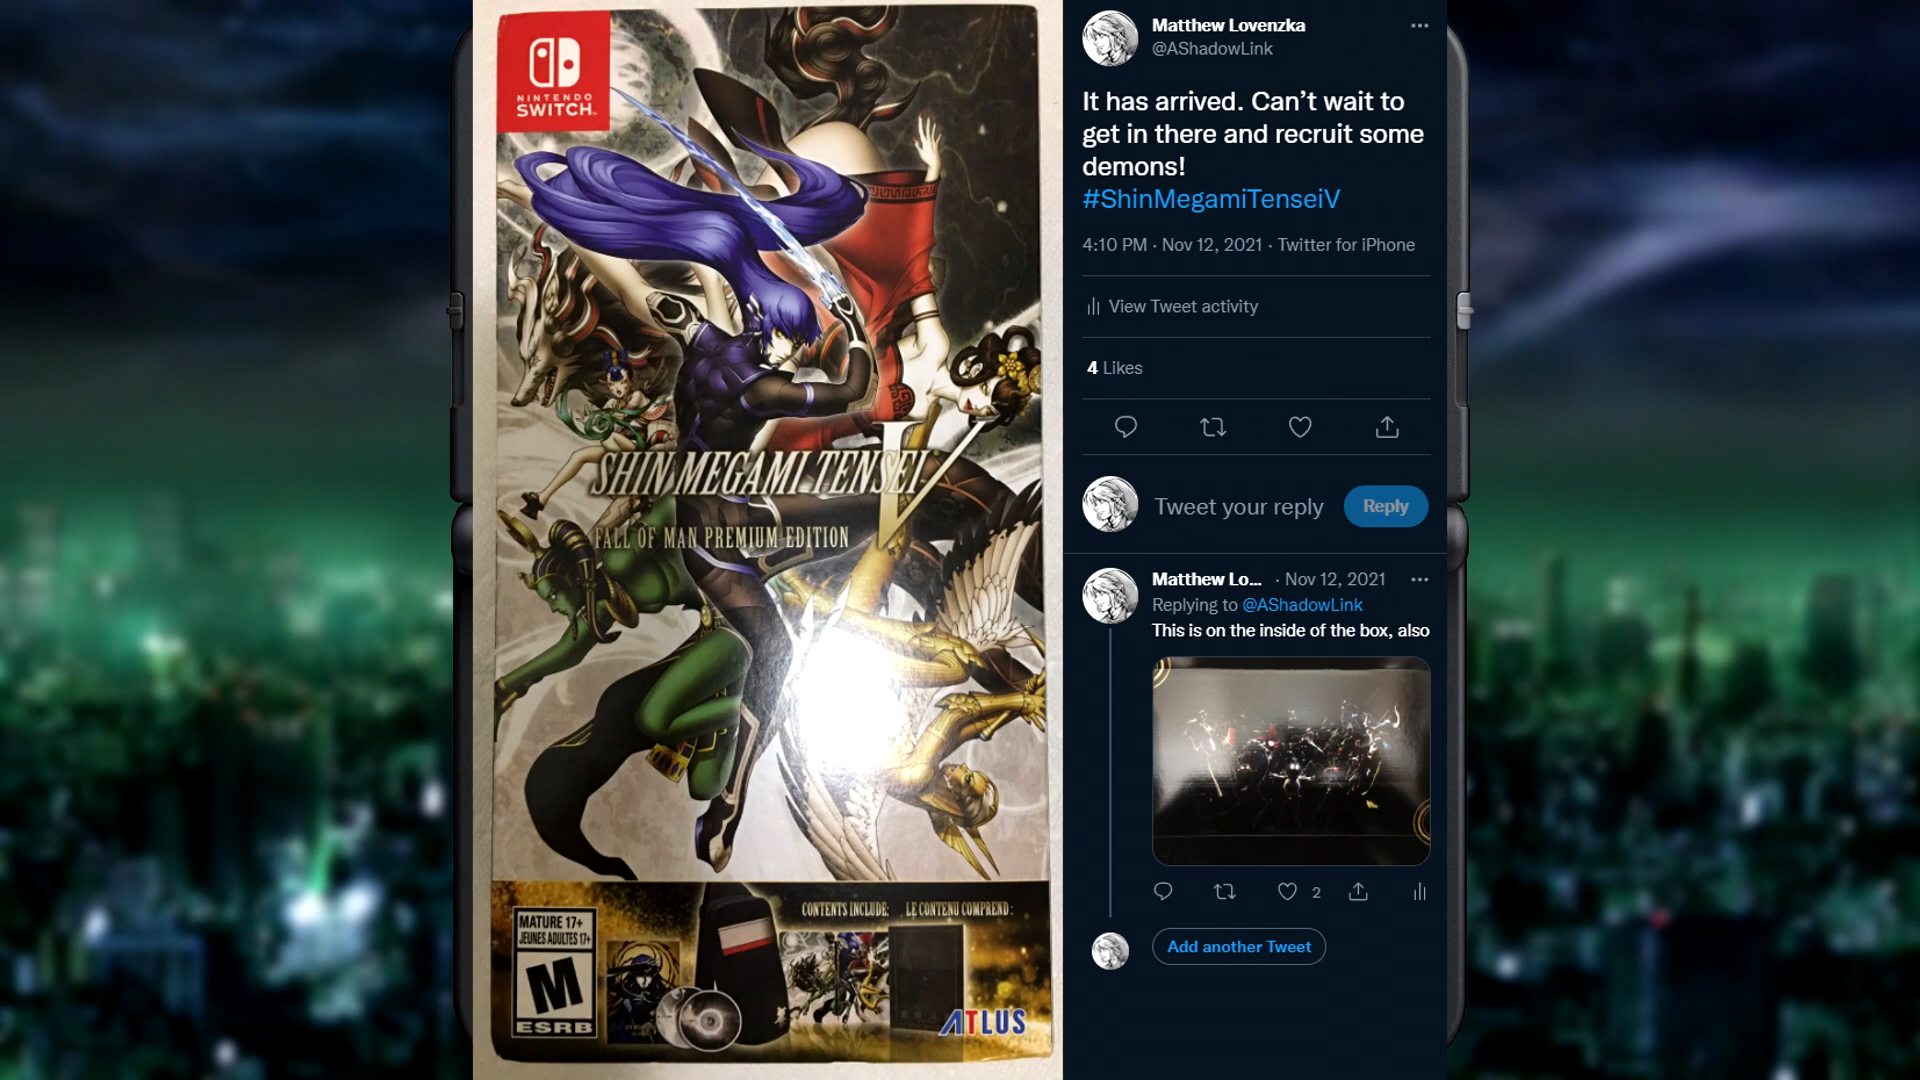 NINTENDO
SWITCH™
SHIN MEGAMI TENSEI V
FALL OF MAN PREMIUM EDITION
CONTENTS INCLUDE: LE CONTENU COMPREND:
MATURE 17+
JEUNES ADULTES 17+
M
ESRB
ATLUS
Matthew Lovenzka
@AShadowLink
It has arrived. Can’t wait to
get in there and recruit some
demons!
#ShinMegamiTenseiV
4:10 PM · Nov 12, 2021 · Twitter for iPhone
View Tweet activity
4 Likes
Tweet your reply
Reply
Matthew Lo... · Nov 12, 2021
Replying to @AShadowLink
This is on the inside of the box, also
2
Add another Tweet